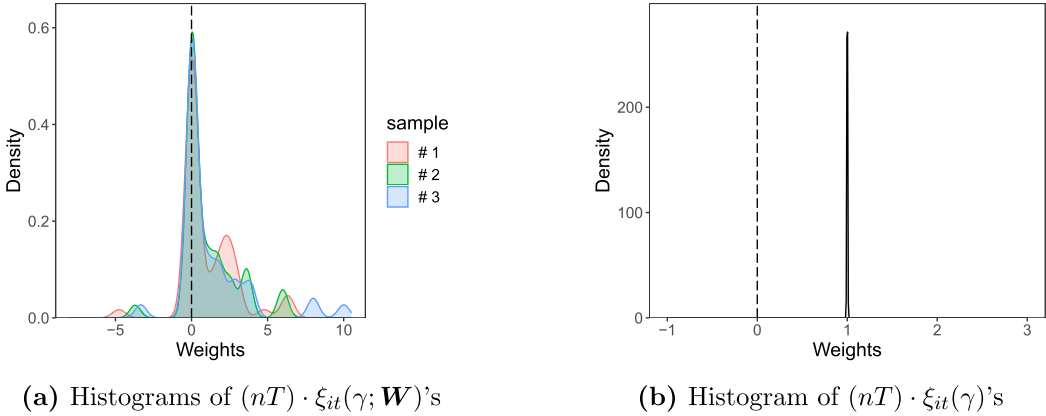 0.6
0.4
0.2
0.0
Density
−5
0
5
10
Weights
sample
# 1
# 2
# 3
200
100
0
Density
−1
0
1
2
3
Weights
(a) Histograms of (nT) · ξit(γ; W)'s
(b) Histogram of (nT) · ξit(γ)'s